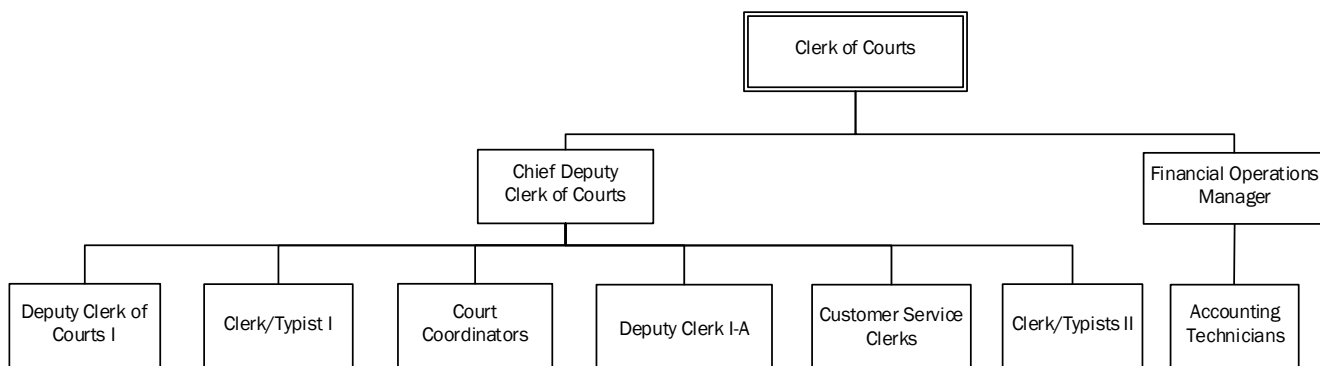 Clerk of Courts
Chief Deputy
Clerk of Courts
Financial Operations
Manager
Deputy Clerk of
Courts I
Clerk/Typist I
Court
Coordinators
Deputy Clerk I-A
Customer Service
Clerks
Clerk/Typists II
Accounting
Technicians